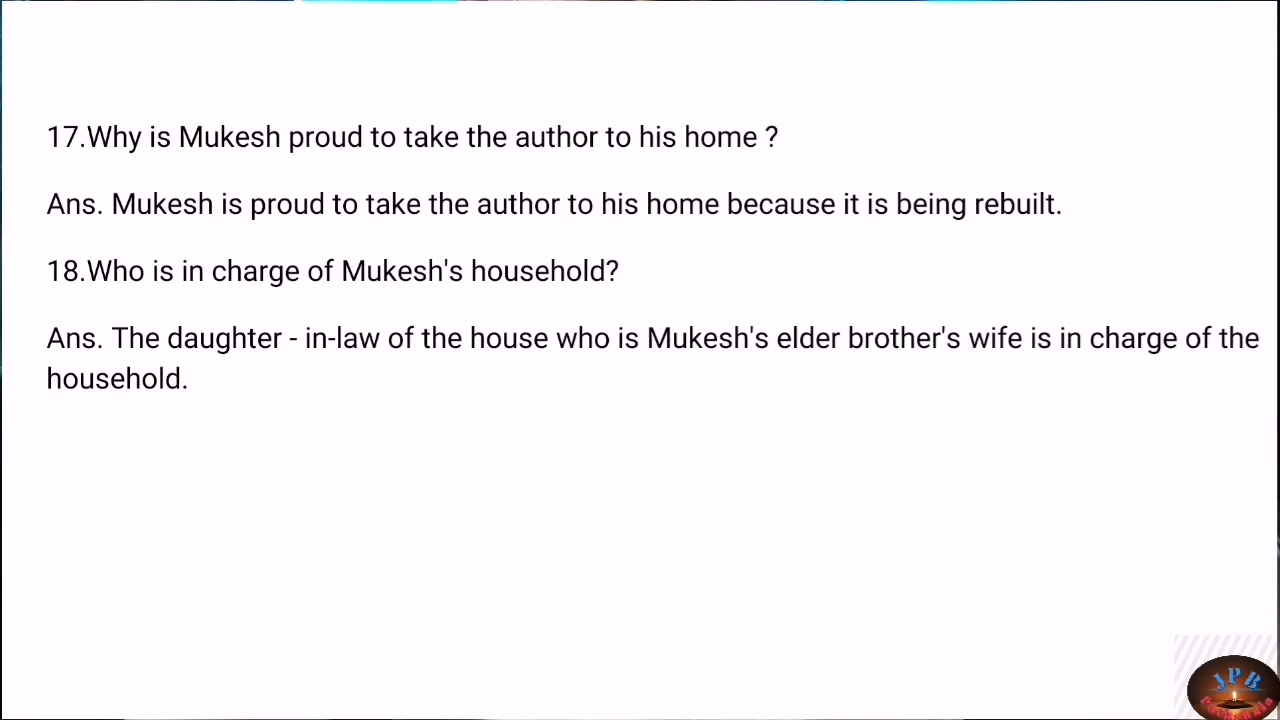 17.Why is Mukesh proud to take the author to his home ?
Ans. Mukesh is proud to take the author to his home because it is being rebuilt.
18.Who is in charge of Mukesh's household?
Ans. The daughter - in-law of the house who is Mukesh's elder brother's wife is in charge of the
household.
JPB